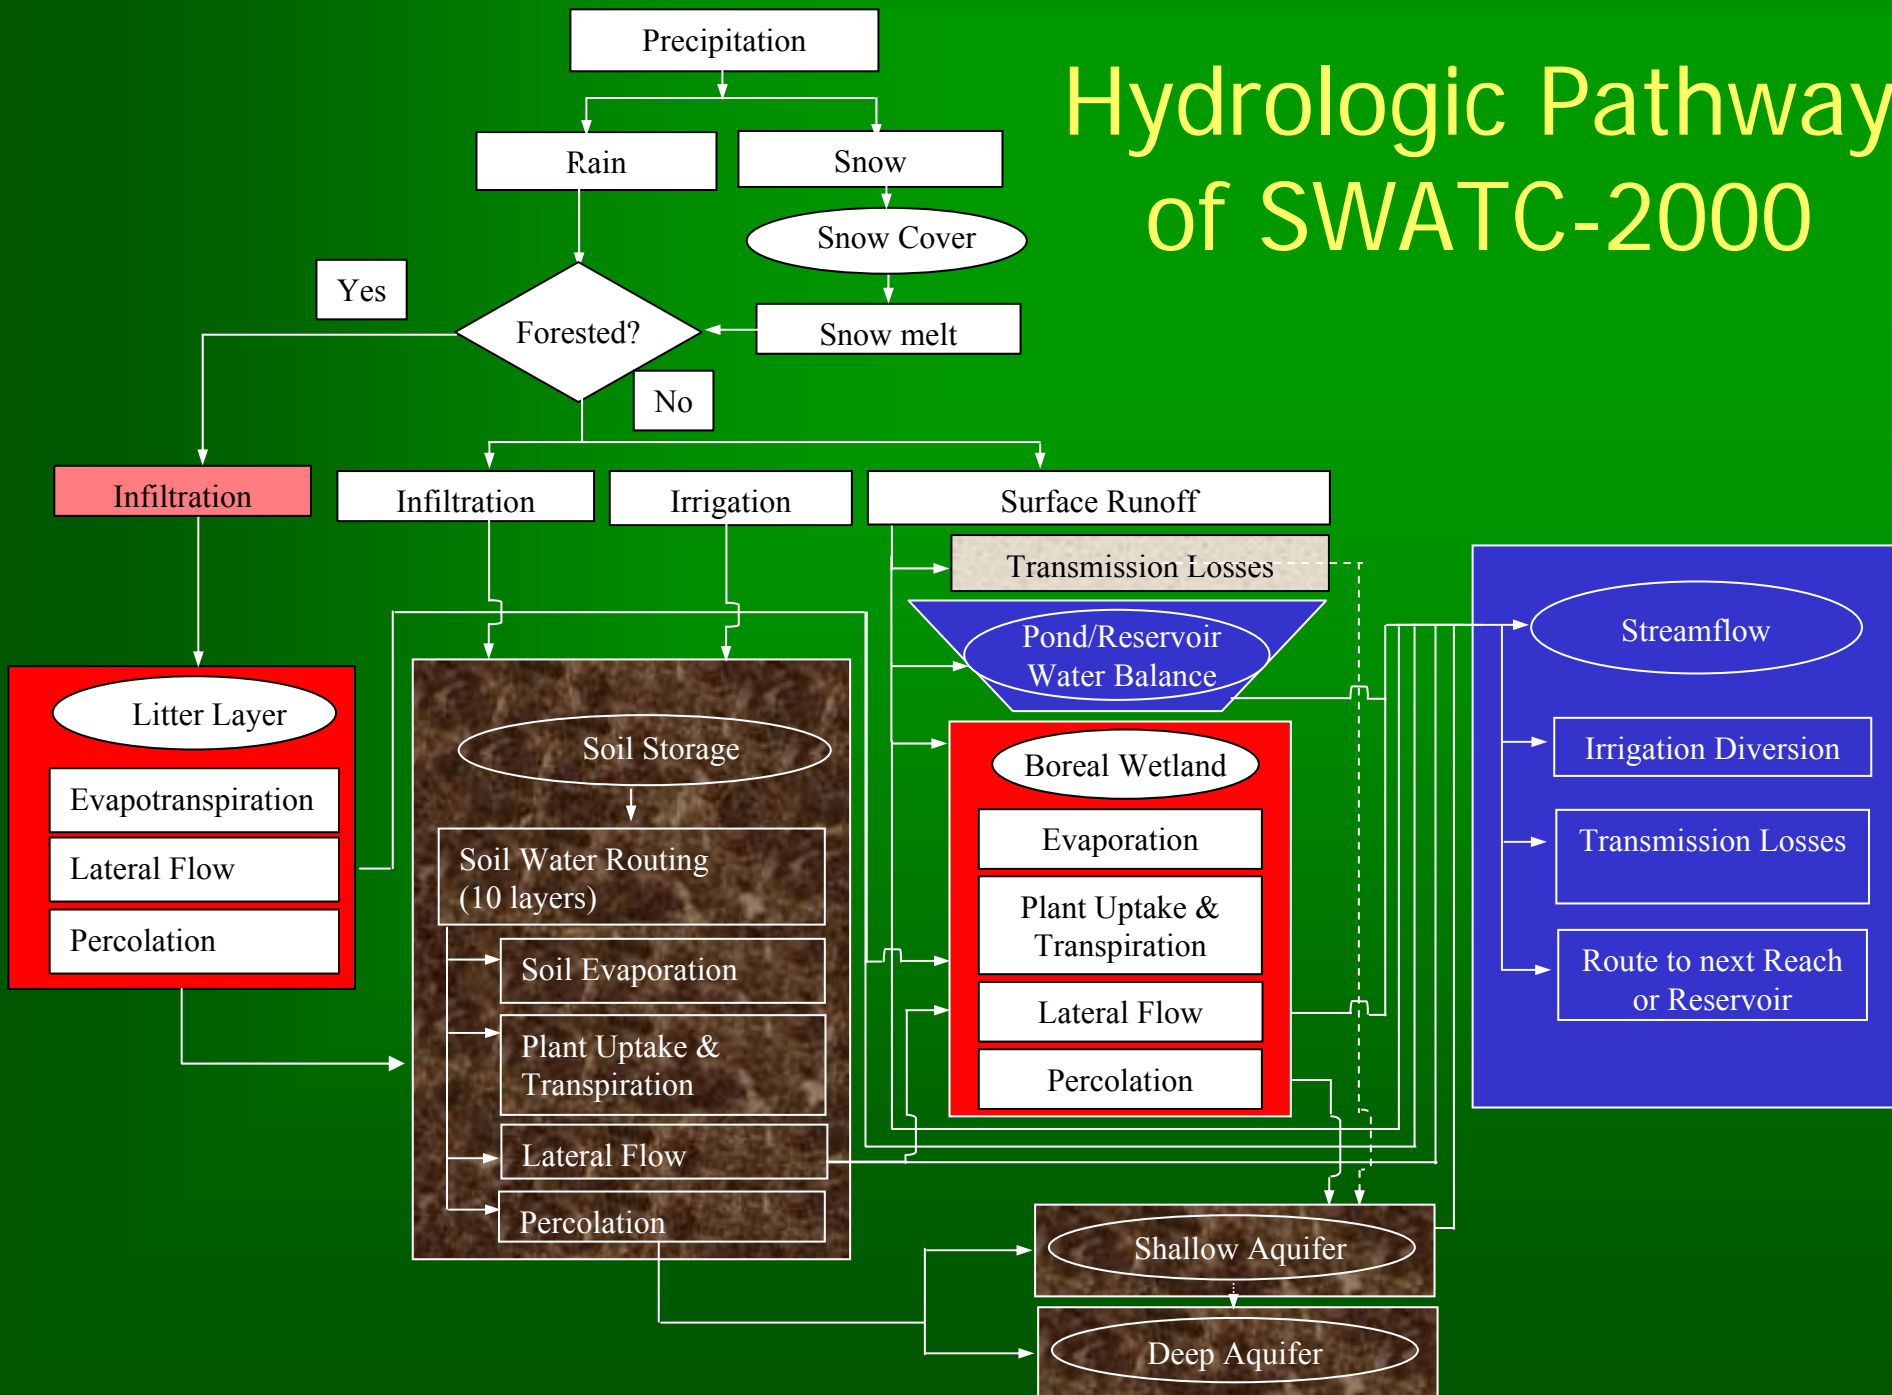 Hydrologic Pathway
of SWATC-2000
Precipitation
Rain
Snow
Snow Cover
Yes
Forested?
Snow melt
No
Infiltration
Infiltration
Irrigation
Surface Runoff
Transmission Losses
Pond/Reservoir
Water Balance
Streamflow
Litter Layer
Soil Storage
Boreal Wetland
Irrigation Diversion
Evapotranspiration
Evaporation
Transmission Losses
Lateral Flow
Soil Water Routing
(10 layers)
Plant Uptake &
Transpiration
Percolation
Soil Evaporation
Route to next Reach
or Reservoir
Lateral Flow
Plant Uptake &
Transpiration
Percolation
Lateral Flow
Percolation
Shallow Aquifer
Deep Aquifer